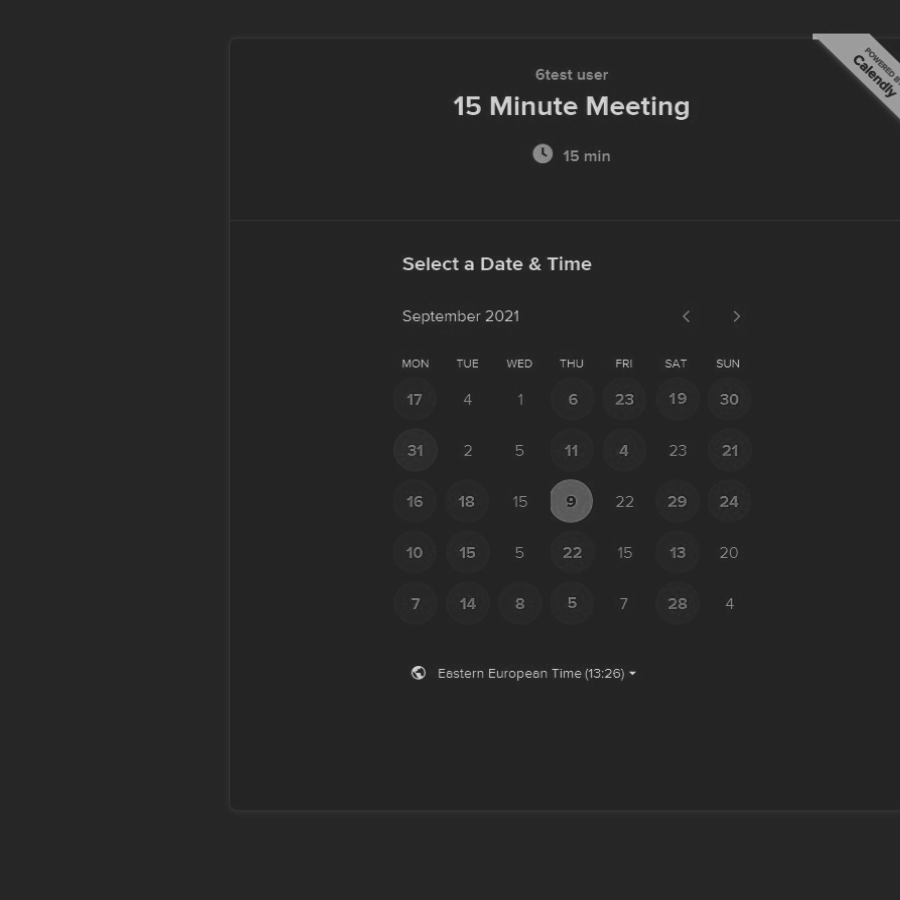 POWERED BY
Calendly
6test user
15 Minute Meeting
15 min
Select a Date & Time
September 2021
MON TUE WED THU FRI SAT SUN
17 4 1 6 23 19 30
31 2 5 11 4 23 21
16 18 15 9 22 29 24
10 15 5 22 15 13 20
7 14 8 5 7 28 4
Eastern European Time (13:26)